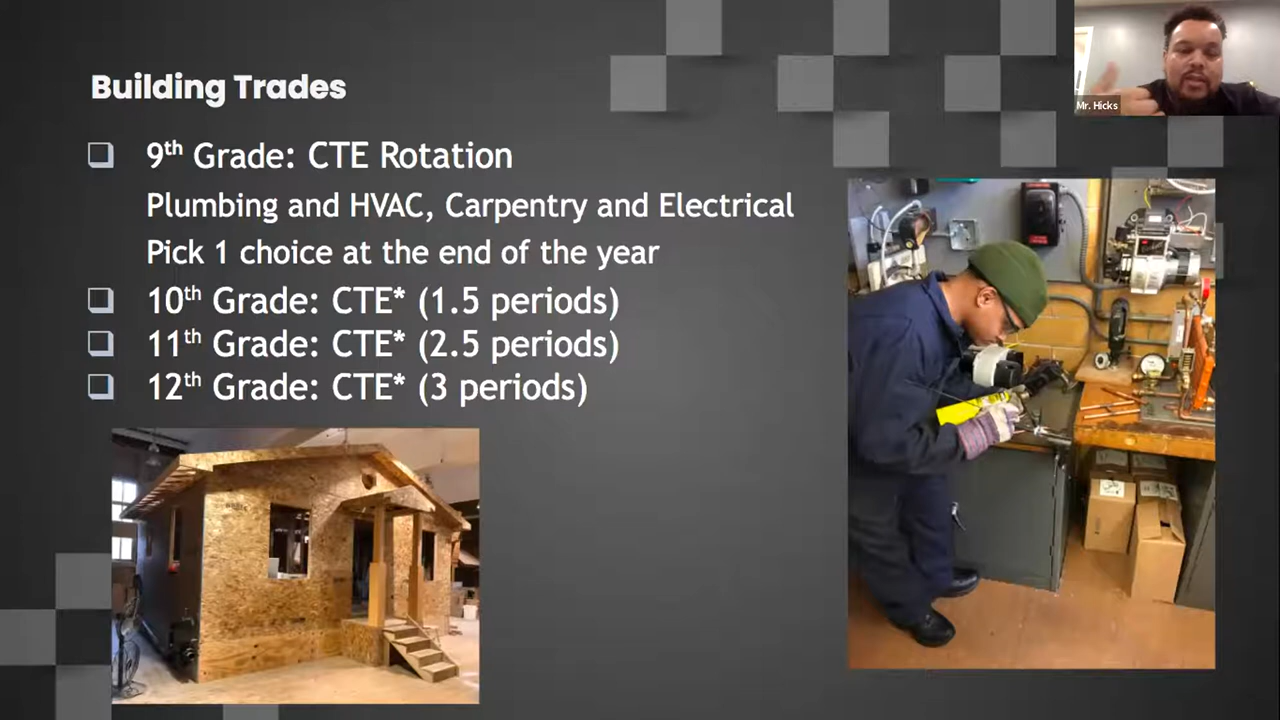 Building Trades
Mr. Hicks
❑ 9th Grade: CTE Rotation
Plumbing and HVAC, Carpentry and Electrical
Pick 1 choice at the end of the year
❑ 10th Grade: CTE* (1.5 periods)
❑ 11th Grade: CTE* (2.5 periods)
❑ 12th Grade: CTE* (3 periods)